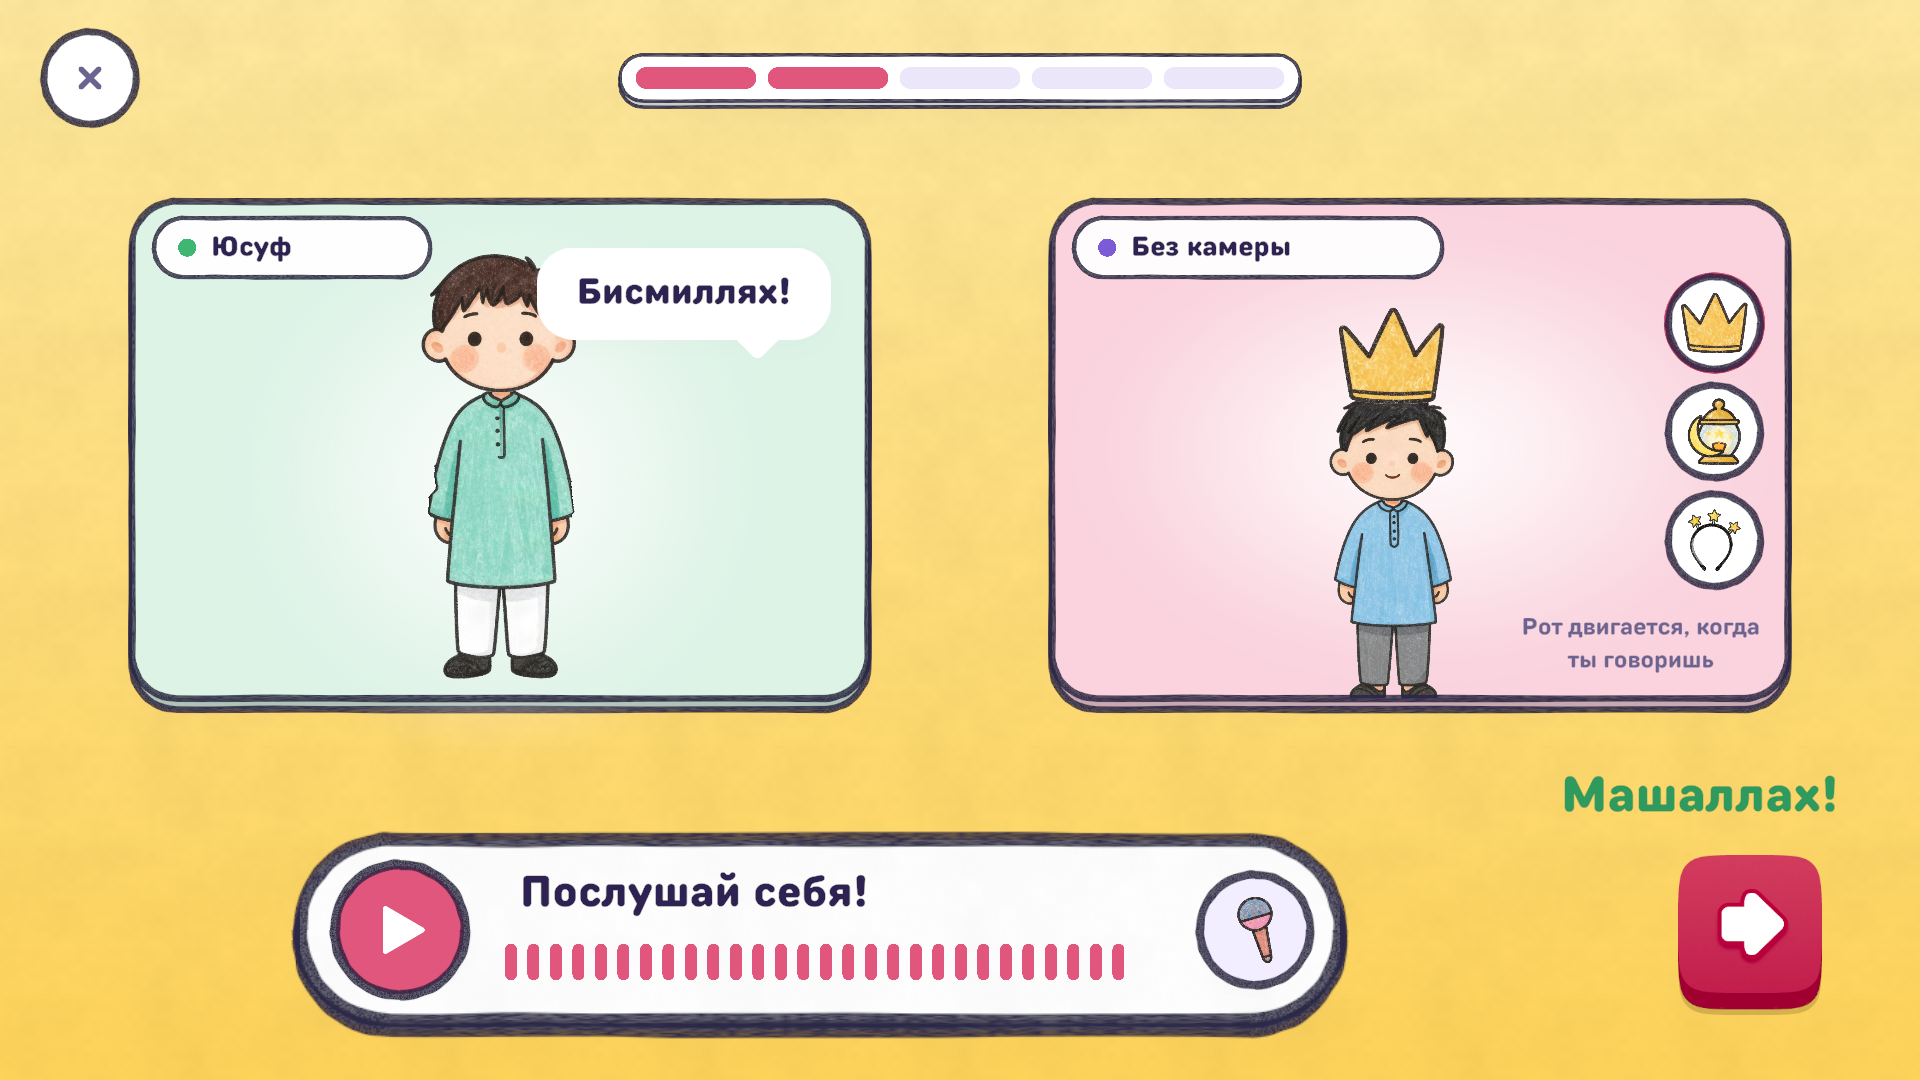 Юсуф
Бисмиллях!
Без камеры
Рот двигается, когда
ты говоришь
Машаллах!
Послушай себя!